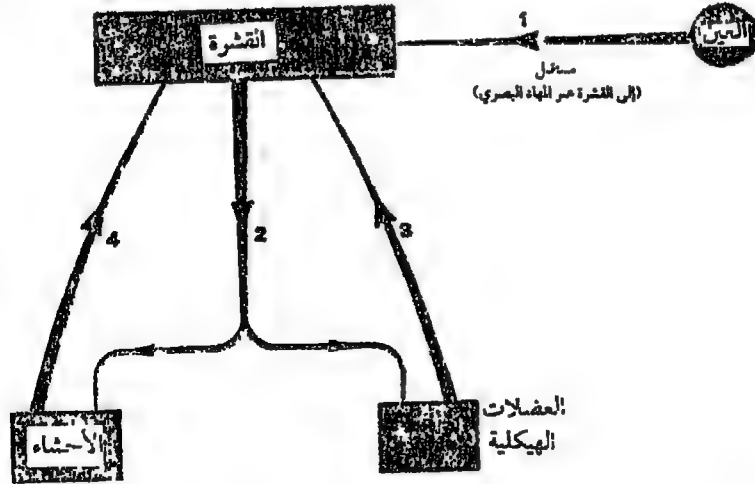 القشرة
1
العين
مستقبل
(إلى القشرة عبر المهاد البصري)
4
2
3
الأحشاء
العضلات
الهيكلية